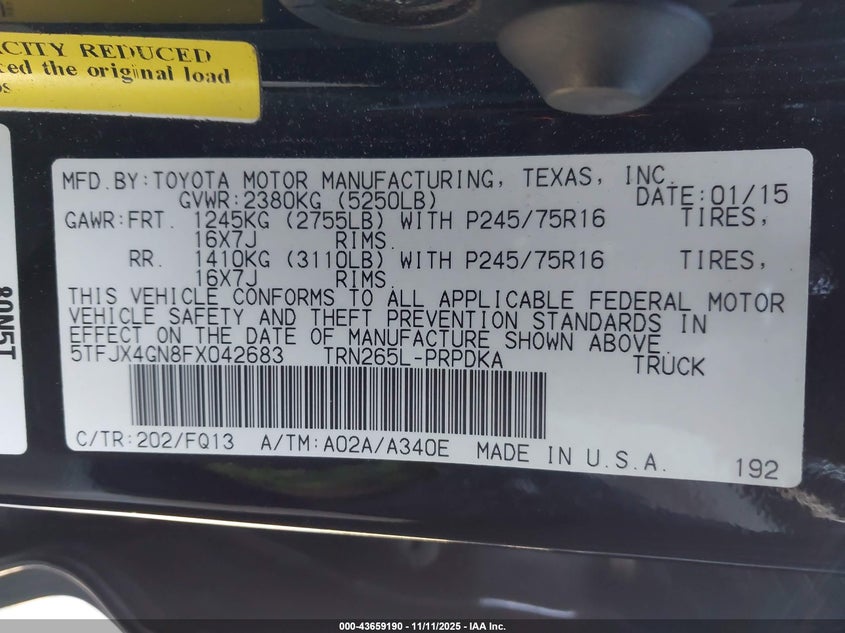 ACITY REDUCED
ced the original load
MFD.BY:TOYOTA MOTOR MANUFACTURING, TEXAS, INC.
GVWR:2380KG (5250LB) DATE:01/15
GAWR:FRT. 1245KG (2755LB) WITH P245/75R16 TIRES,
16X7J RIMS.
RR. 1410KG (3110LB) WITH P245/75R16 TIRES,
16X7J RIMS.
THIS VEHICLE CONFORMS TO ALL APPLICABLE FEDERAL MOTOR
VEHICLE SAFETY AND THEFT PREVENTION STANDARDS IN
EFFECT ON THE DATE OF MANUFACTURE SHOWN ABOVE.
5TFJX4GN8FX042683 TRN265L-PRPDKA TRUCK
C/TR:202/FQ13 A/TM:A02A/A340E MADE IN U.S.A. 192
80N5T
000-43659190 - 11/11/2025 - IAA Inc.